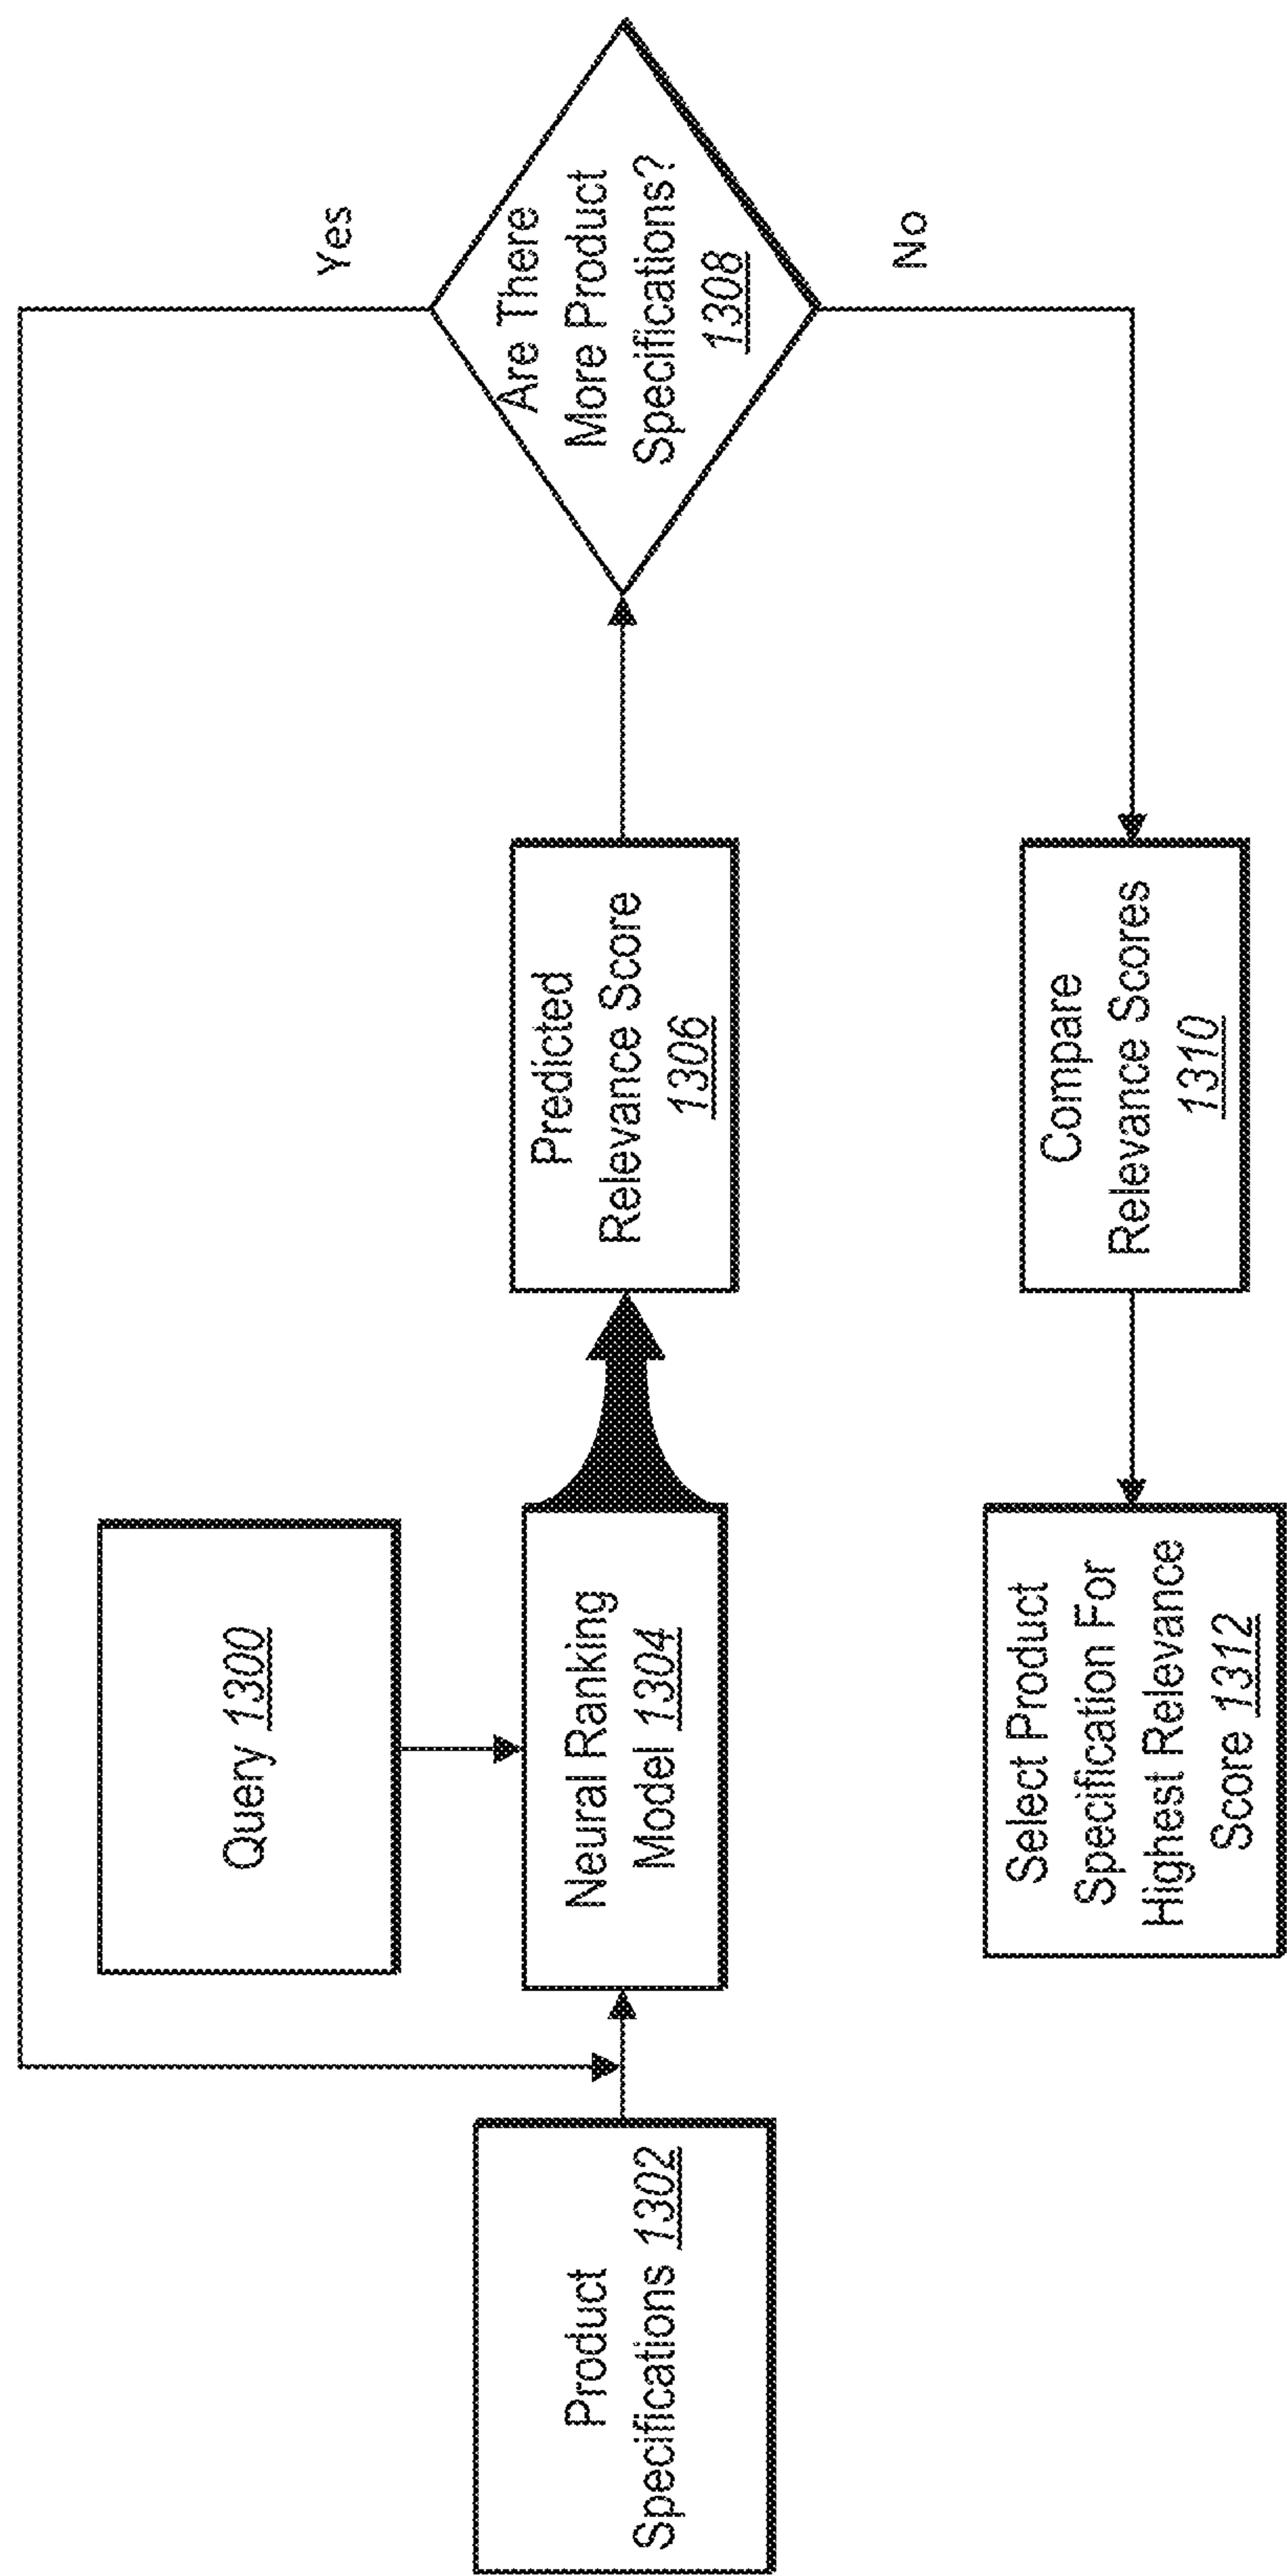 Query 1300
Product
Specifications 1302
Neural Ranking
Model 1304
Predicted
Relevance Score
1306
Are There
More Product
Specifications?
1308
Yes
No
Compare
Relevance Scores
1310
Select Product
Specification For
Highest Relevance
Score 1312